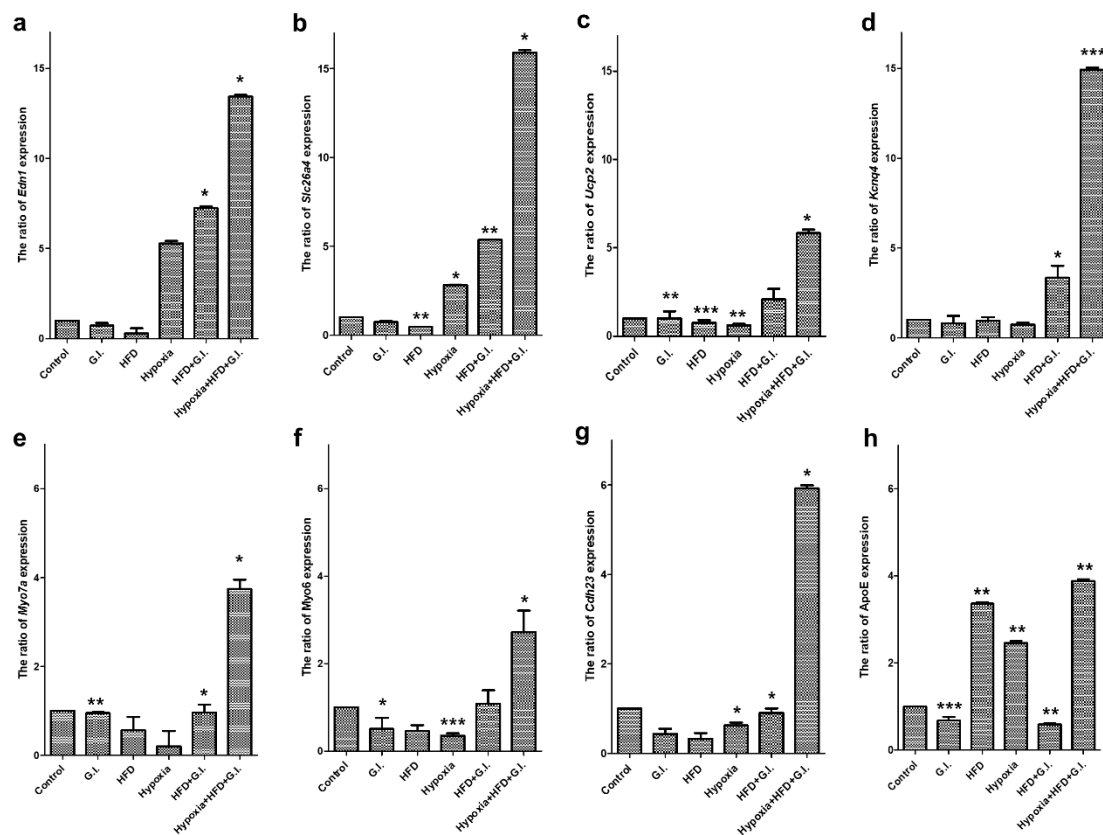 a
The ratio of Edn1 expression
15
10
5
0
*
*
Control
G.I.
HFD
Hypoxia
HFD+G.I.
Hypoxia+HFD+G.I.
b
The ratio of Slc26a4 expression
15
10
5
0
**
*
**
*
Control
G.I.
HFD
Hypoxia
HFD+G.I.
Hypoxia+HFD+G.I.
c
The ratio of Ucp2 expression
15
10
5
0
**
***
**
*
Control
G.I.
HFD
Hypoxia
HFD+G.I.
Hypoxia+HFD+G.I.
d
The ratio of Kcnq4 expression
15
10
5
0
*
***
Control
G.I.
HFD
Hypoxia
HFD+G.I.
Hypoxia+HFD+G.I.
e
The ratio of Myo7a expression
6
4
2
0
**
*
*
Control
G.I.
HFD
Hypoxia
HFD+G.I.
Hypoxia+HFD+G.I.
f
The ratio of Myo6 expression
6
4
2
0
*
***
*
Control
G.I.
HFD
Hypoxia
HFD+G.I.
Hypoxia+HFD+G.I.
g
The ratio of Cdh23 expression
6
4
2
0
*
*
*
Control
G.I.
HFD
Hypoxia
HFD+G.I.
Hypoxia+HFD+G.I.
h
The ratio of ApoE expression
6
4
2
0
***
**
**
**
**
Control
G.I.
HFD
Hypoxia
HFD+G.I.
Hypoxia+HFD+G.I.